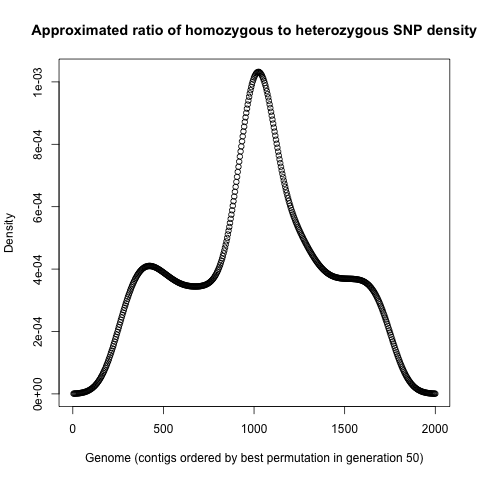 Approximated ratio of homozygous to heterozygous SNP density
Density
1e-03
8e-04
6e-04
4e-04
2e-04
0e+00
0 500 1000 1500 2000
Genome (contigs ordered by best permutation in generation 50)